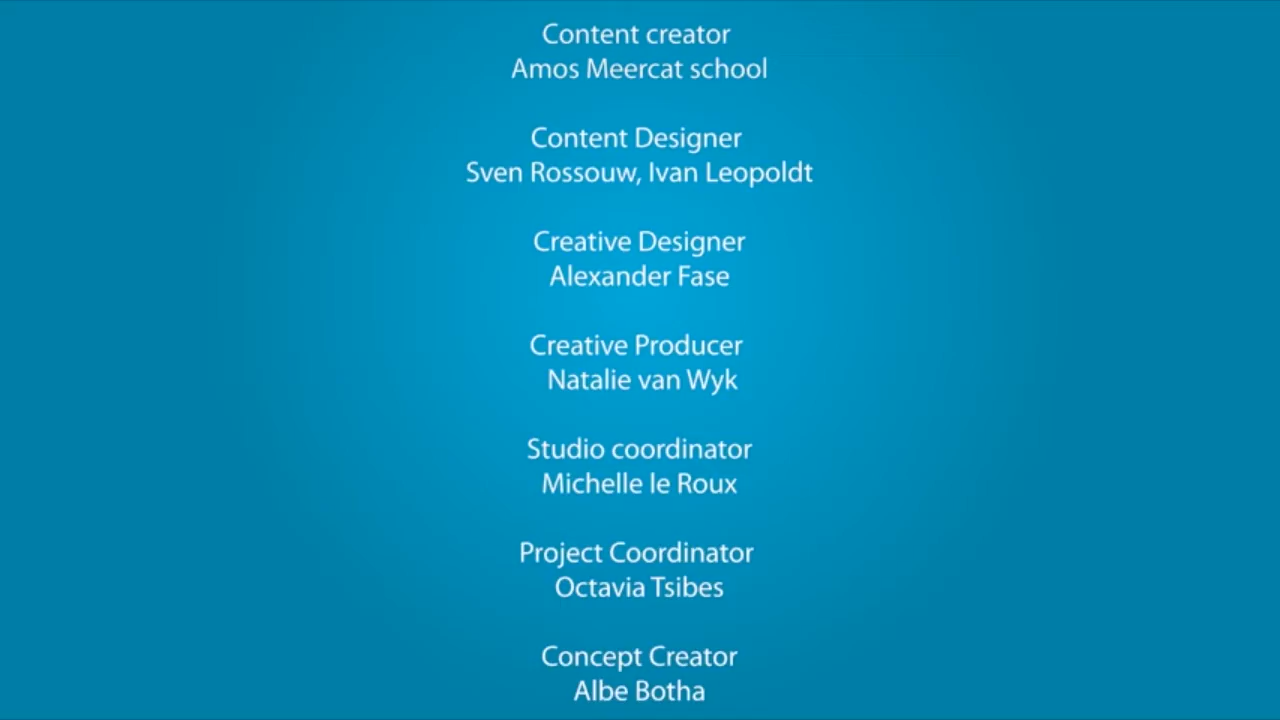 Content creator
Amos Meercat school
Content Designer
Sven Rossouw, Ivan Leopoldt
Creative Designer
Alexander Fase
Creative Producer
Natalie van Wyk
Studio coordinator
Michelle le Roux
Project Coordinator
Octavia Tsibes
Concept Creator
Albe Botha